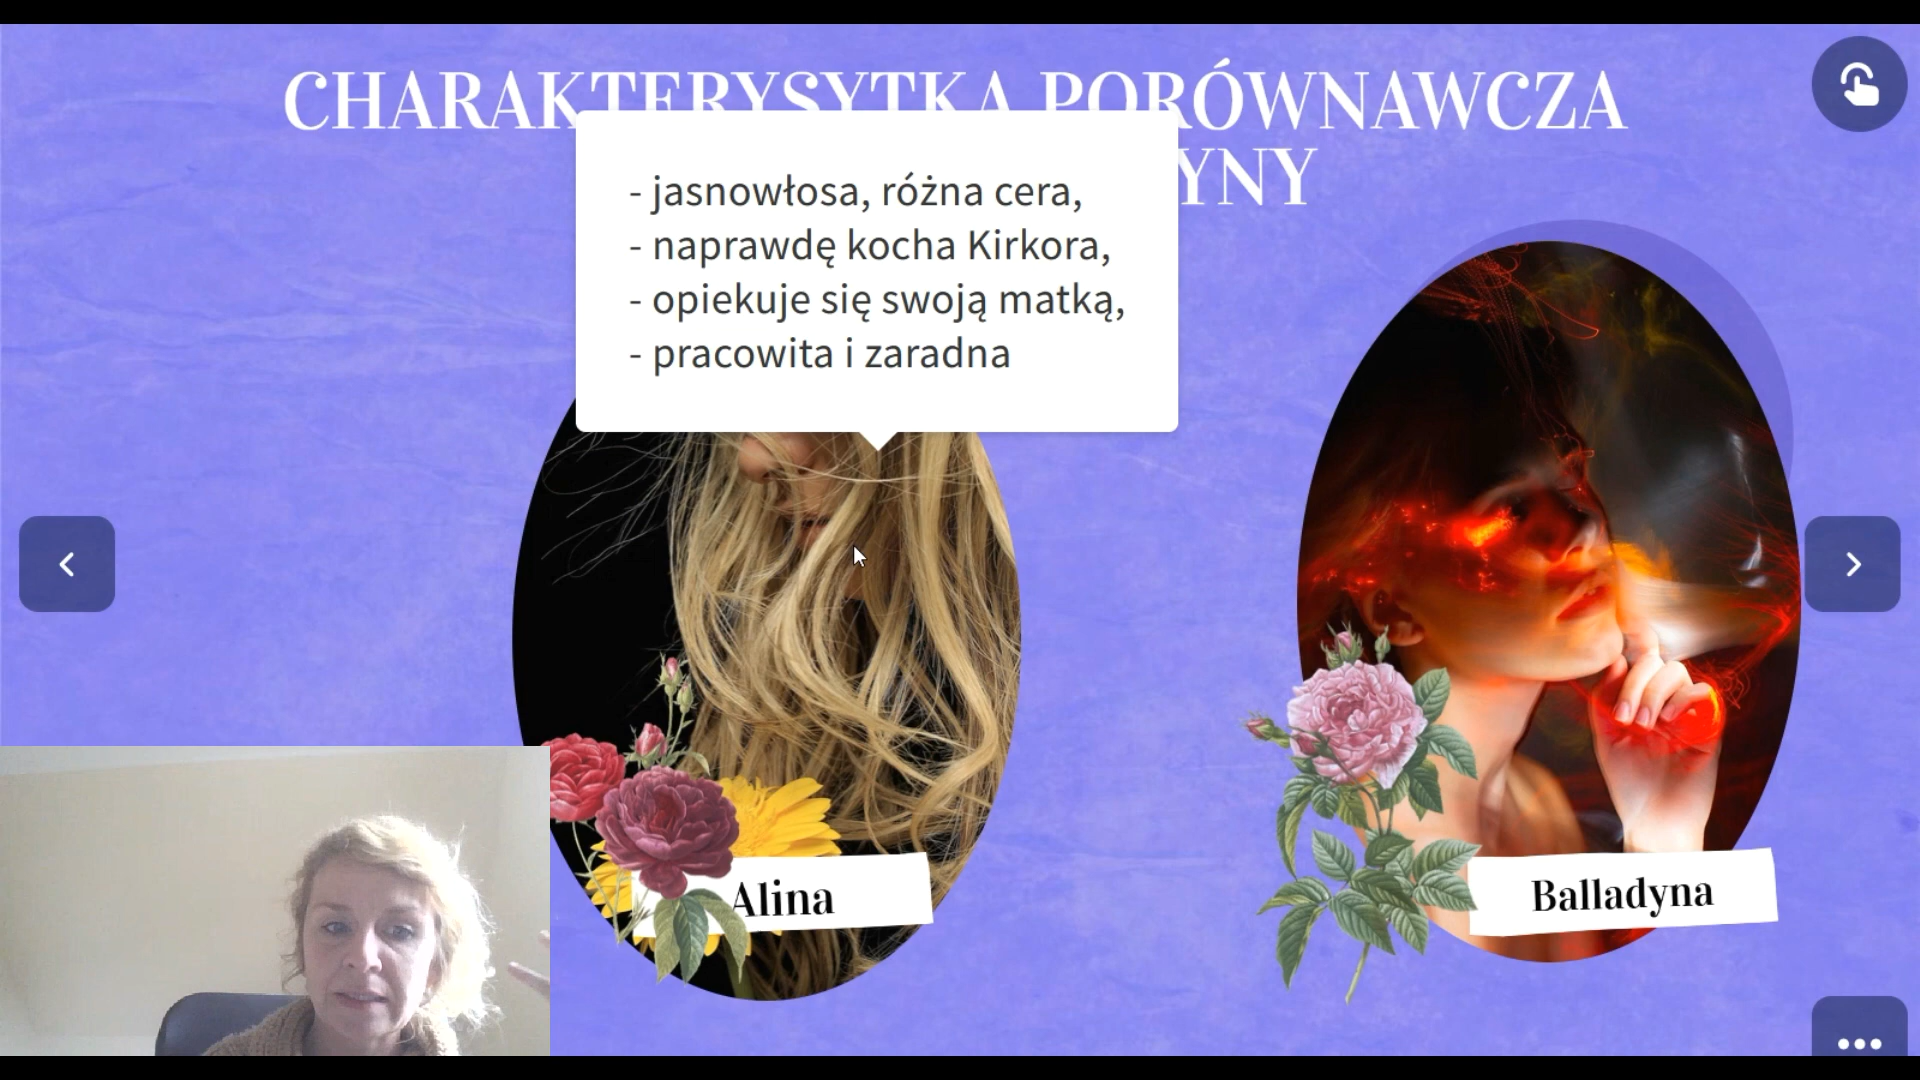 CHARAKTERYSYTKA PORÓWNAWCZA
- jasnowłosa, różna cera,
- naprawdę kocha Kirkora,
- opiekuje się swoją matką,
- pracowita i zaradna
Alina
Balladyna